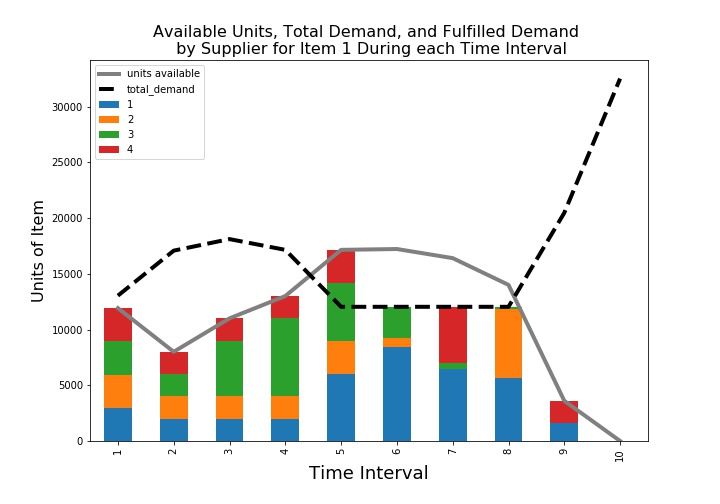 Available Units, Total Demand, and Fulfilled Demand
by Supplier for Item 1 During each Time Interval
units available
total_demand
1
2
3
4
30000
25000
20000
15000
10000
5000
0
Units of Item
1 2 3 4 5 6 7 8 9 10
Time Interval